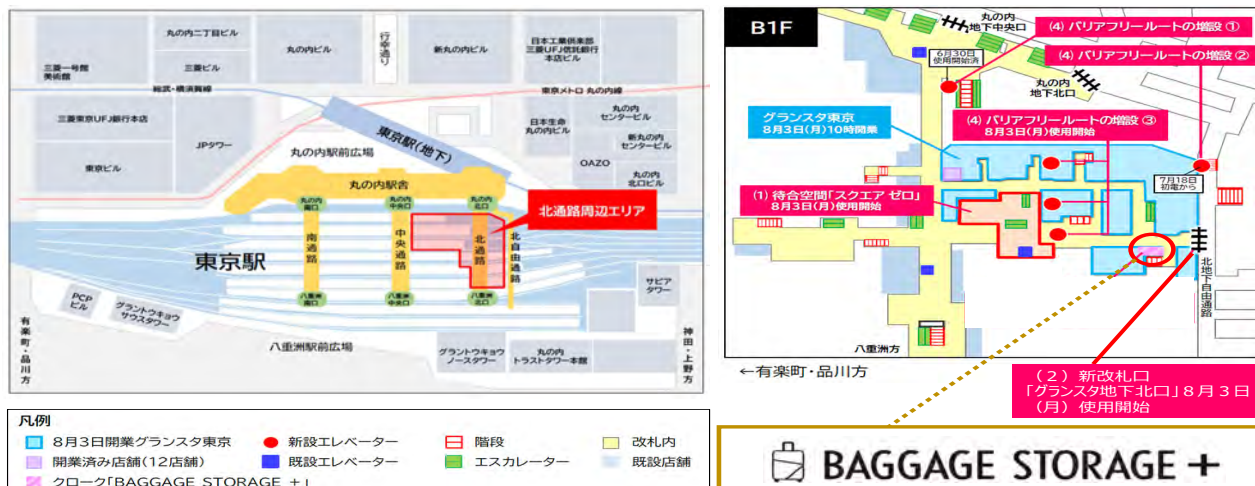 丸の内二丁目ビル
丸の内ビル
行幸通り
新丸の内ビル
日本工業倶楽部
三菱UFJ信託銀行
本店ビル
三菱一号館
美術館
三菱ビル
総武・横須賀線
東京メトロ 丸の内線
三菱東京UFJ銀行本店
JPタワー
東京ビル
丸の内駅前広場
東京駅(地下)
日本生命
丸の内ビル
丸の内
センタービル
新丸の内
センタービル
OAZO
丸の内
北口ビル
丸の内駅舎
丸の内
南口
丸の内
中央口
丸の内
北口
北通路周辺エリア
東京駅
南通路
中央通路
北通路
北自由通路
八重洲
南口
八重洲
中央口
八重洲
北口
サピア
タワー
PCP
ビル
グラントウキョウ
サウスタワー
八重洲駅前広場
グラントウキョウ
ノースタワー
丸の内
トラストタワー本館
有楽町・品川方
神田・上野方
凡例
8月3日開業グランスタ東京
新設エレベーター
階段
改札内
開業済み店舗(12店舗)
既設エレベーター
エスカレーター
既設店舗
クローク「BAGGAGE STORAGE +」
B1F
丸の内
地下中央口
(4) バリアフリールートの増設 ①
6月30日
使用開始済
(4) バリアフリールートの増設 ②
丸の内
地下北口
グランスタ東京
8月3日(月)10時開業
(4) バリアフリールートの増設 ③
8月3日(月)使用開始
7月18日
初電から
(1) 待合空間「スクエア ゼロ」
8月3日(月)使用開始
北地下自由通路
八重洲方
←有楽町・品川方
(2)新改札口
「グランスタ地下北口」8月3日
(月)使用開始
BAGGAGE STORAGE +